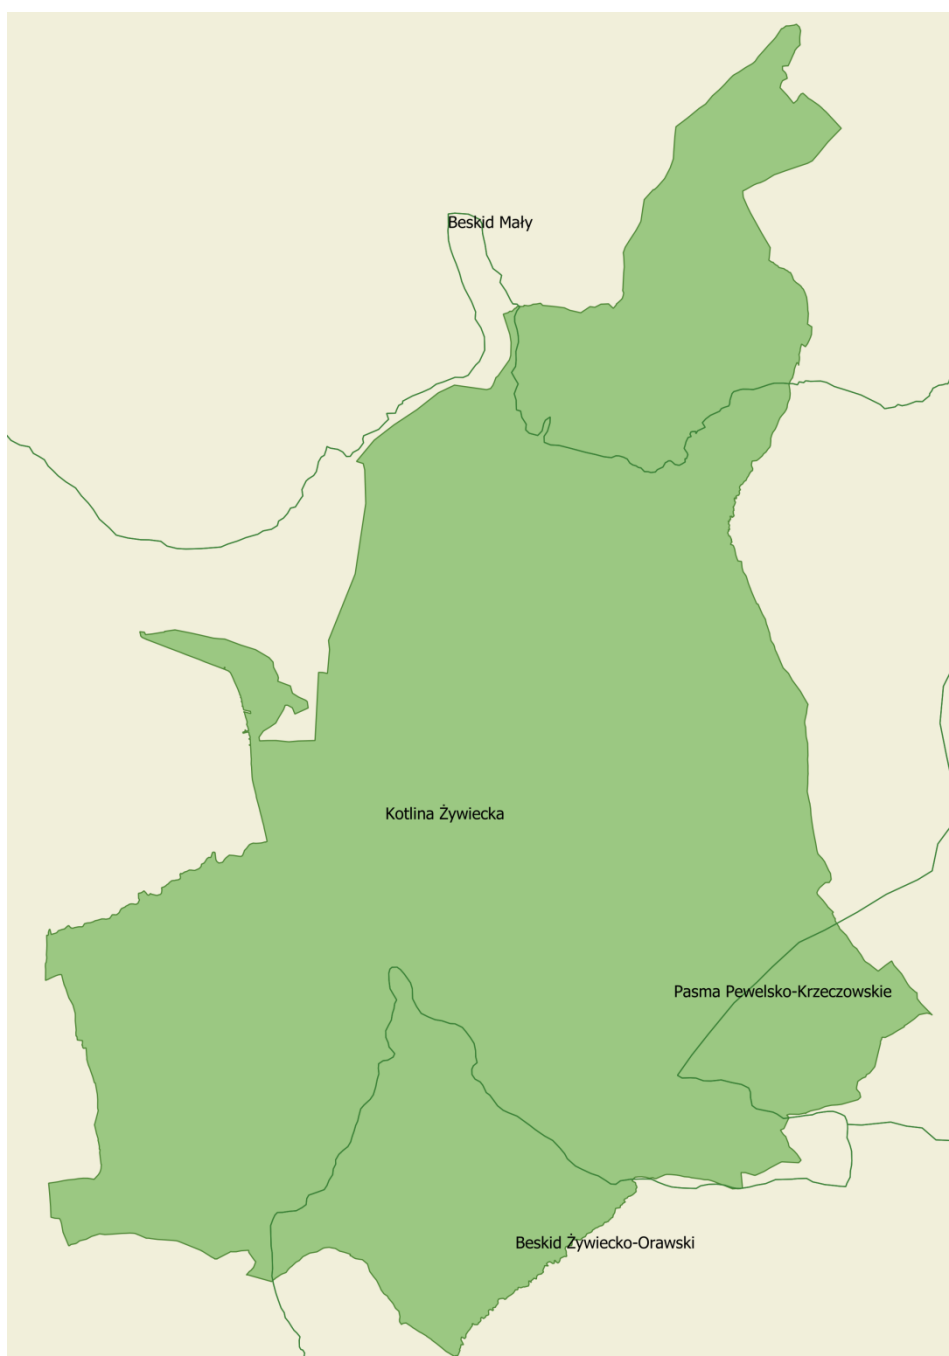 Beskid Mały
Kotlina Żywiecka
Pasma Pewelsko-Krzeczowskie
Beskid Żywiecko-Orawski